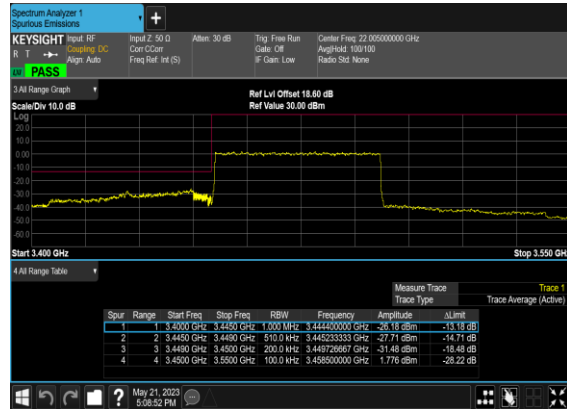 Spectrum Analyzer 1
Spurious Emissions
+
KEYSIGHT Input: RF Input Z: 50 Ω Atten: 30 dB Trig: Free Run Center Freq: 22.005000000 GHz
R T Coupling: DC Corr CCorr Gate: Off Avg|Hold: 100/100
Align: Auto Freq Ref: Int (S) IF Gain: Low Radio Std: None
PASS
3 All Range Graph
Ref Lvl Offset 18.60 dB
Scale/Div 10.0 dB Ref Value 30.00 dBm
Log
20.0
10.0
0.00
-10.0
-20.0
-30.0
-40.0
-50.0
-60.0
Start 3.400 GHz Stop 3.550 GH
4 All Range Table
Measure Trace Trace 1
Trace Type Trace Average (Active)
Spur Range Start Freq Stop Freq RBW Frequency Amplitude ΔLimit
1 1 3.4000 GHz 3.4450 GHz 1.000 MHz 3.444400000 GHz -26.18 dBm -13.18 dB
2 2 3.4450 GHz 3.4490 GHz 510.0 kHz 3.445233333 GHz -27.71 dBm -14.71 dB
3 3 3.4490 GHz 3.4500 GHz 200.0 kHz 3.449726667 GHz -31.48 dBm -18.48 dB
4 4 3.4500 GHz 3.5500 GHz 100.0 kHz 3.458500000 GHz 1.776 dBm -28.22 dB
? May 21, 2023
5:08:52 PM